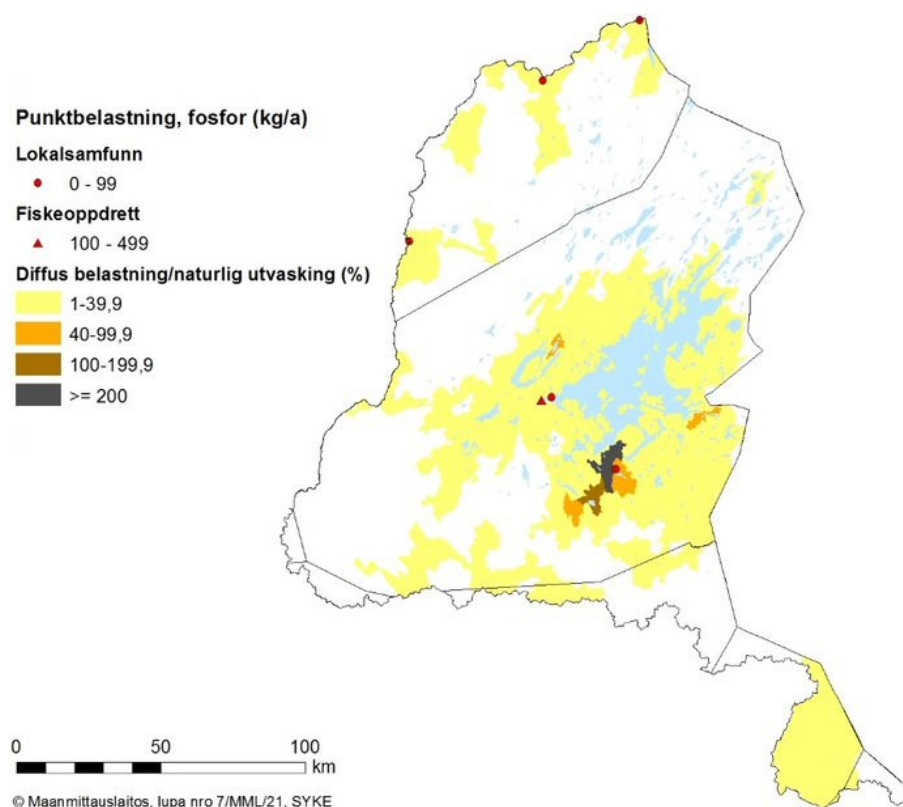 Punktbelastning, fosfor (kg/a)
Lokalsamfunn
0 - 99
Fiskeoppdrett
100 - 499
Diffus belastning/naturlig utvasking (%)
1-39,9
40-99,9
100-199,9
>= 200
0 50 100
km
© Maanmittauslaitos, lupa nro 7/MML/21, SYKE